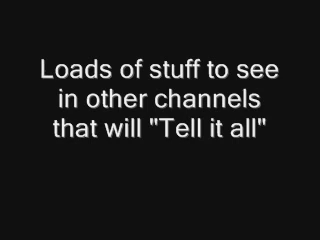 Loads of stuff to see
in other channels
that will "Tell it all"